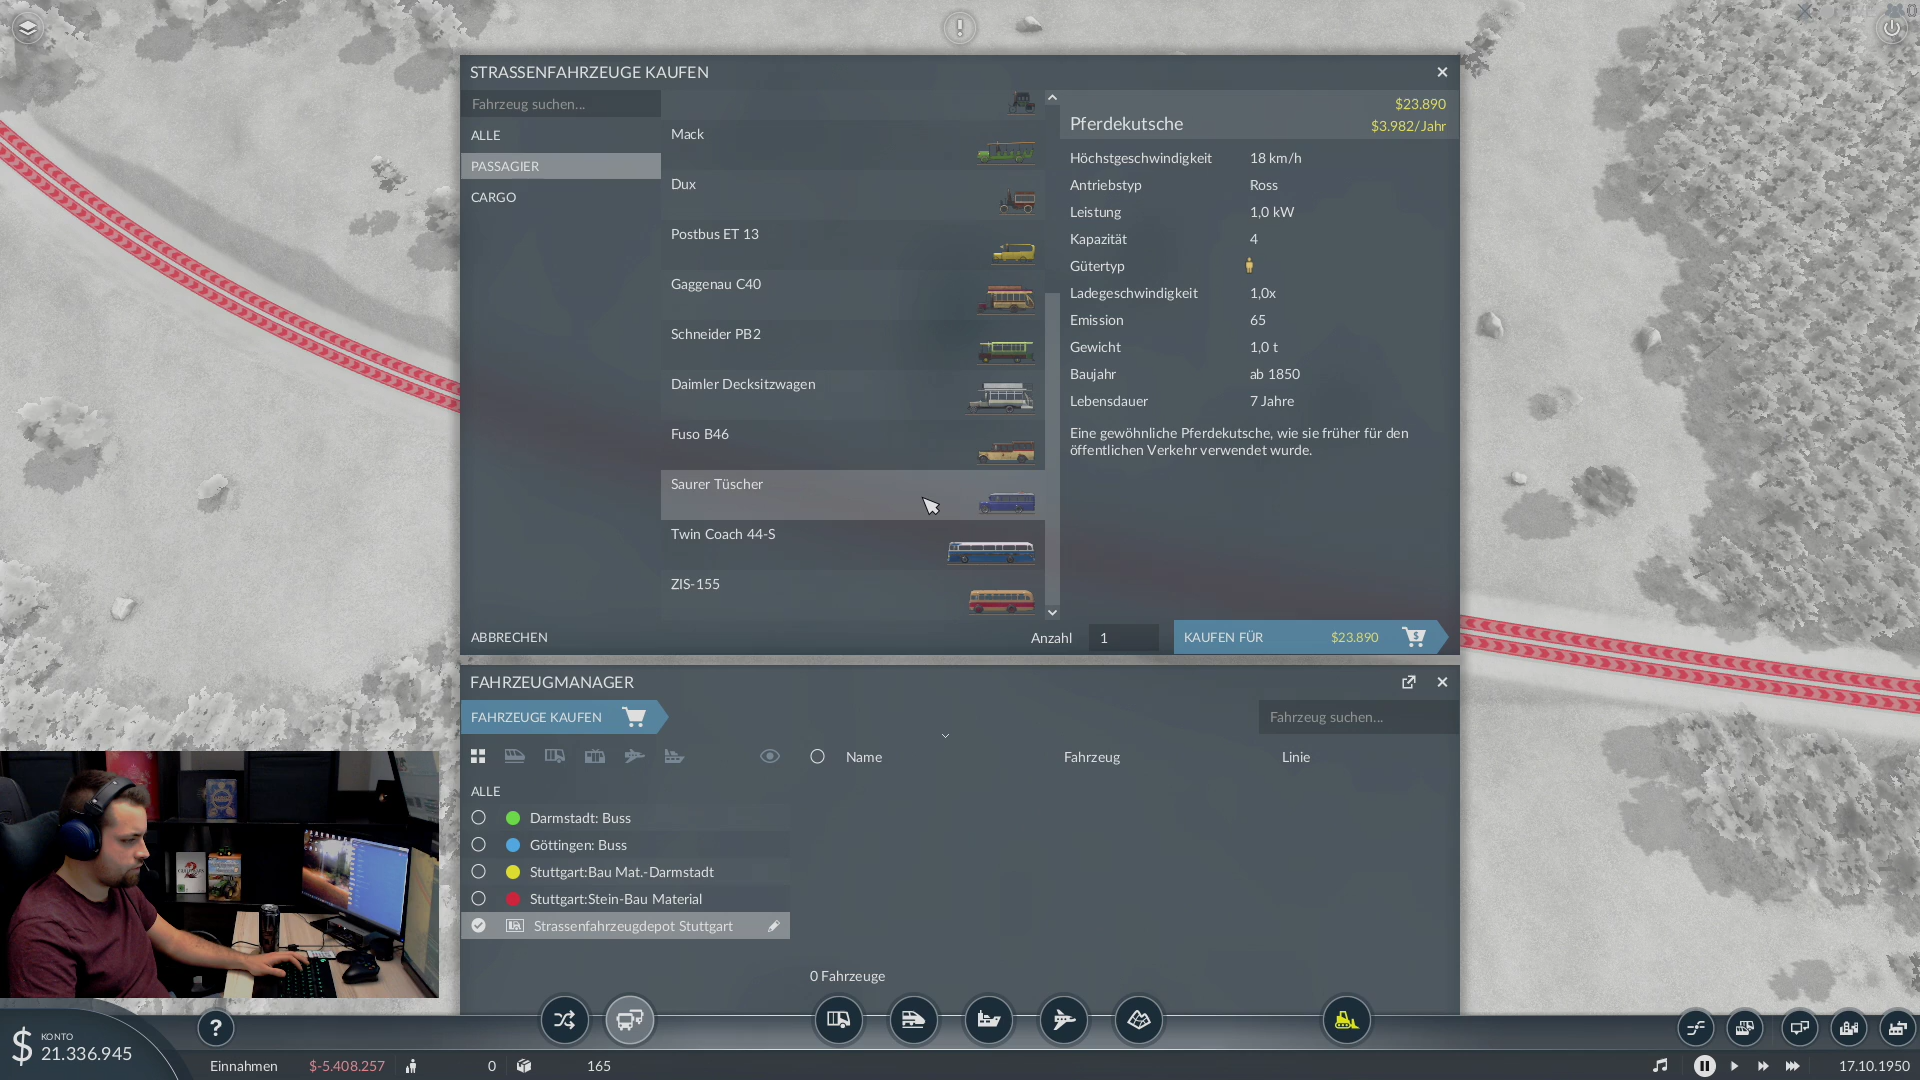 STRASSENFAHRZEUGE KAUFEN
Fahrzeug suchen...
ALLE
PASSAGIER
CARGO
Mack
Dux
Postbus ET 13
Gaggenau C40
Schneider PB2
Daimler Decksitzwagen
Fuso B46
Saurer Tüscher
Twin Coach 44-S
ZIS-155
$23.890
Pferdekutsche
$3.982/Jahr
Höchstgeschwindigkeit 18 km/h
Antriebstyp Ross
Leistung 1,0 kW
Kapazität 4
Gütertyp
Ladegeschwindigkeit 1,0x
Emission 65
Gewicht 1,0 t
Baujahr ab 1850
Lebensdauer 7 Jahre
Eine gewöhnliche Pferdekutsche, wie sie früher für den
öffentlichen Verkehr verwendet wurde.
ABBRECHEN
Anzahl 1
KAUFEN FÜR $23.890
FAHRZEUGMANAGER
FAHRZEUGE KAUFEN
Fahrzeug suchen...
Name Fahrzeug Linie
ALLE
Darmstadt: Buss
Göttingen: Buss
Stuttgart:Bau Mat.-Darmstadt
Stuttgart:Stein-Bau Material
Strassenfahrzeugdepot Stuttgart
0 Fahrzeuge
$ KONTO
21.336.945
?
Einnahmen $-5.408.257 0 165
17.10.1950